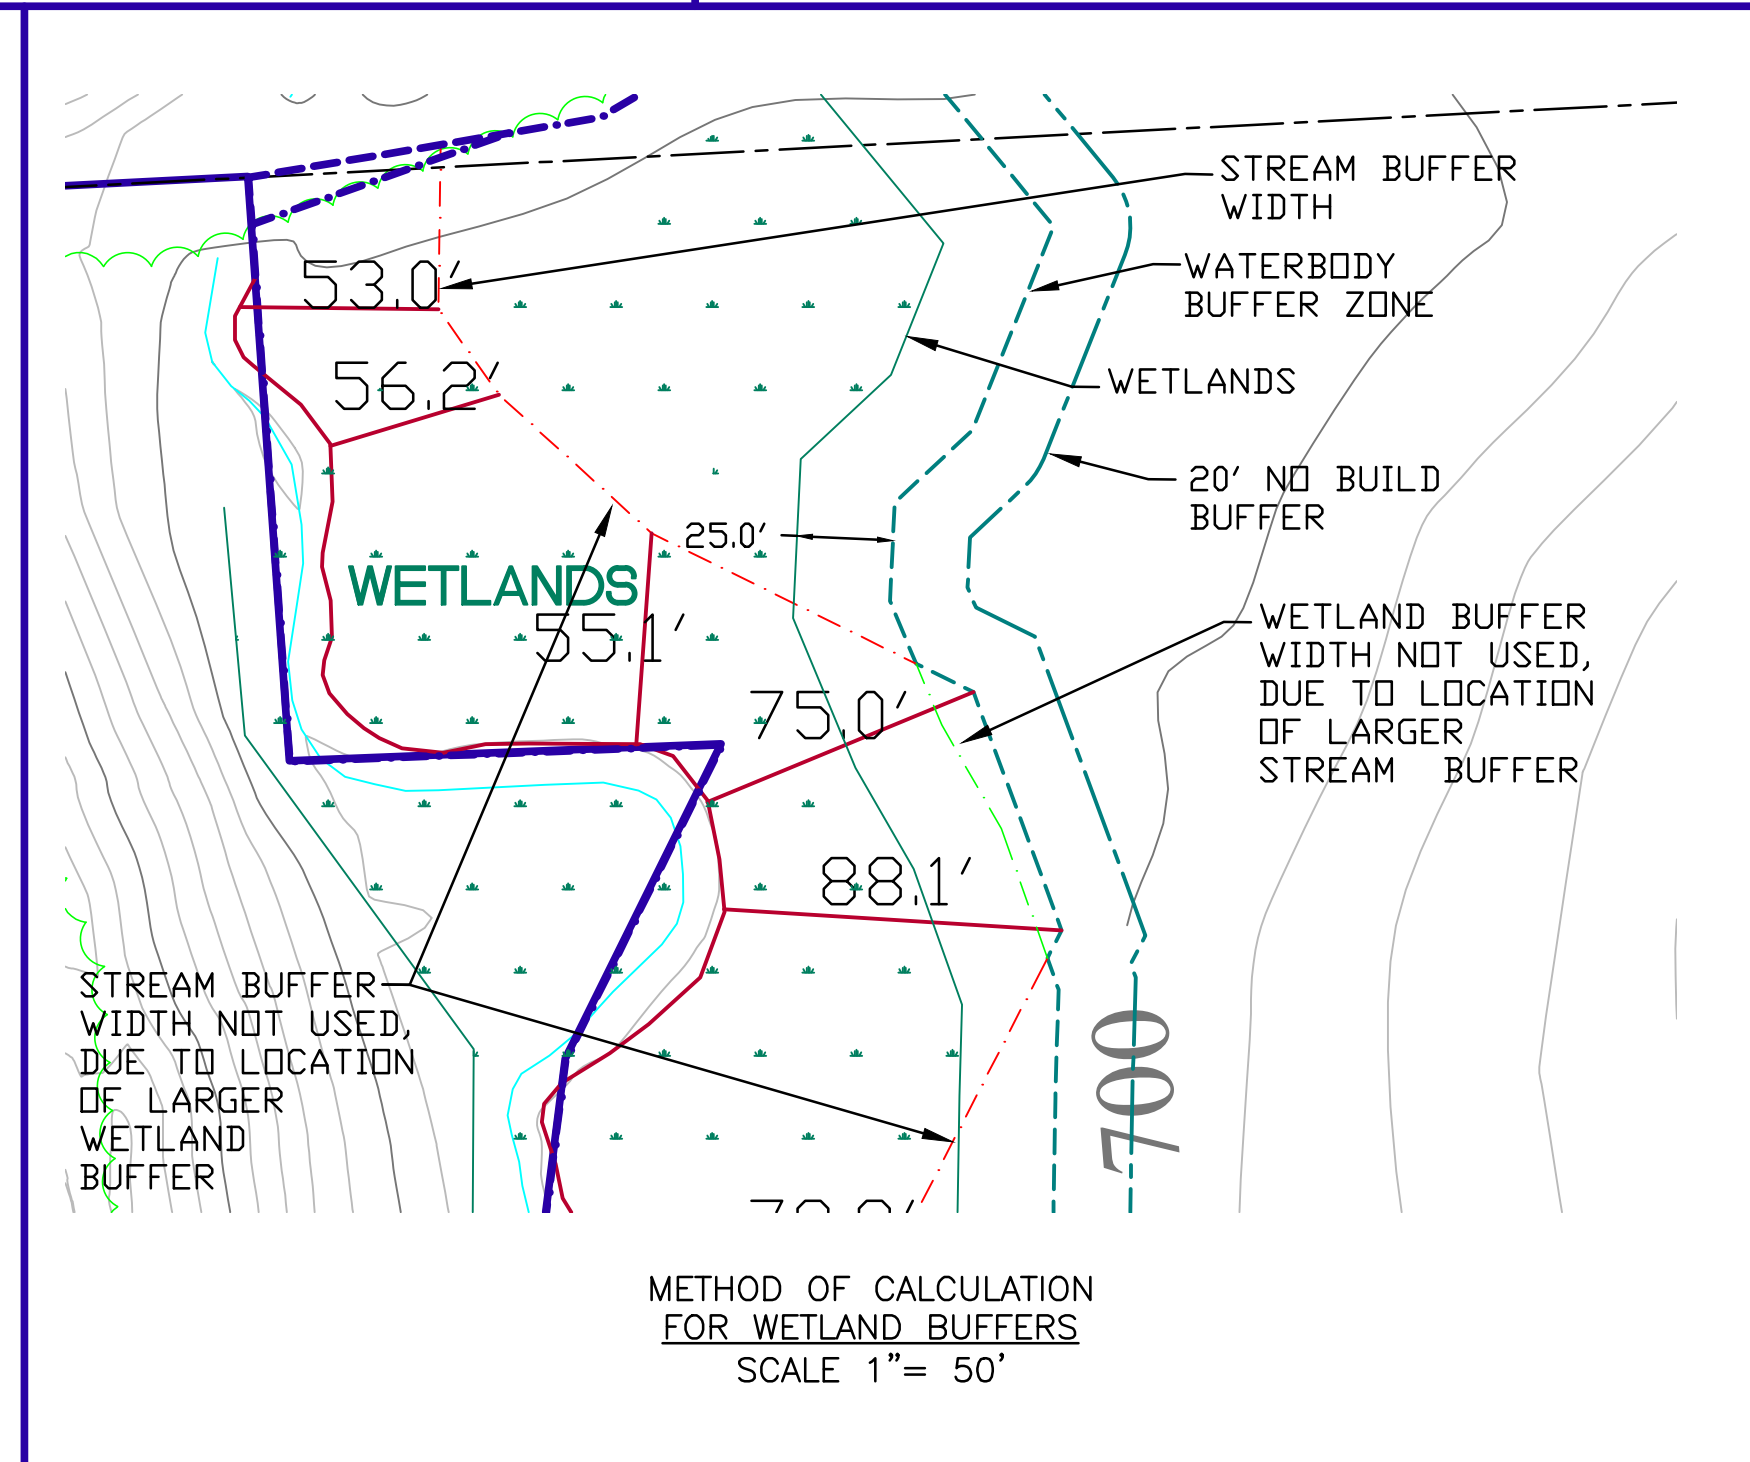 STREAM BUFFER
WIDTH
53.0'
WATERBODY
BUFFER ZONE
56.2'
WETLANDS
20' NO BUILD
BUFFER
25.0'
WETLANDS
55.1'
WETLAND BUFFER
WIDTH NOT USED,
DUE TO LOCATION
OF LARGER
STREAM BUFFER
75.0'
88.1'
STREAM BUFFER
WIDTH NOT USED,
DUE TO LOCATION
OF LARGER
WETLAND
BUFFER
700
METHOD OF CALCULATION
FOR WETLAND BUFFERS
SCALE 1"= 50'